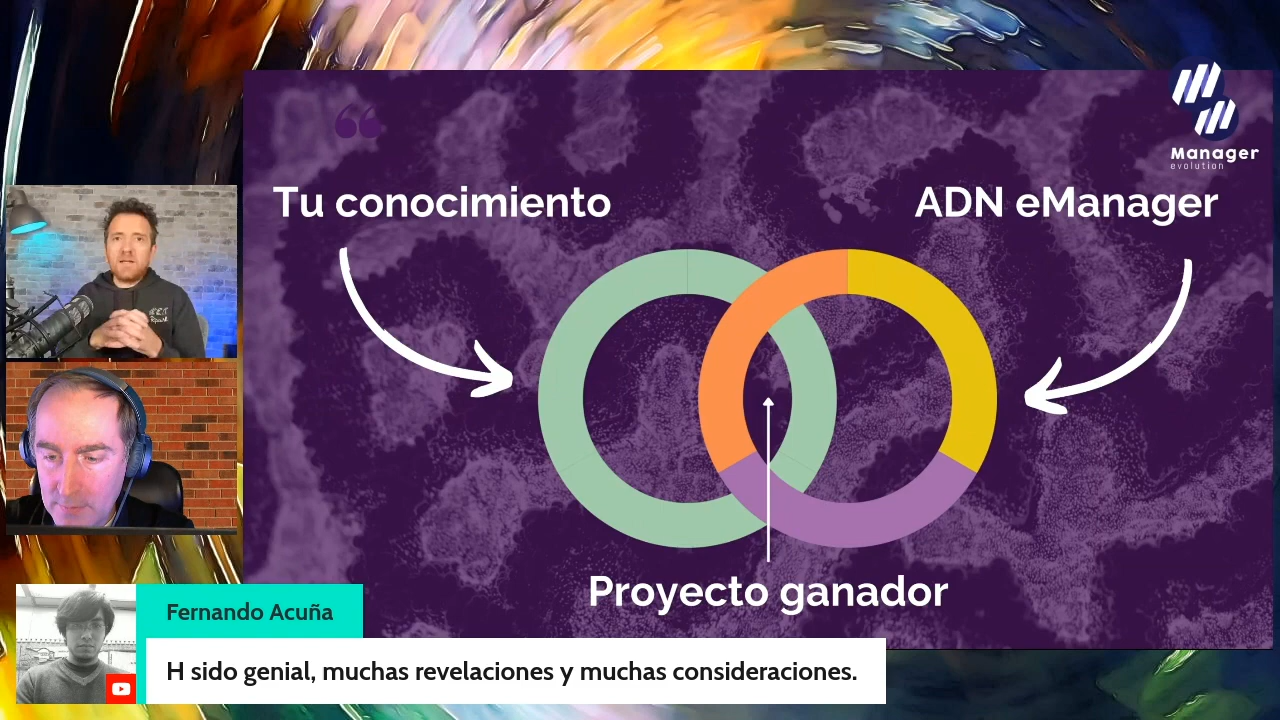 Manager
evolution
Tu conocimiento
ADN eManager
Proyecto ganador
Fernando Acuña
H sido genial, muchas revelaciones y muchas consideraciones.